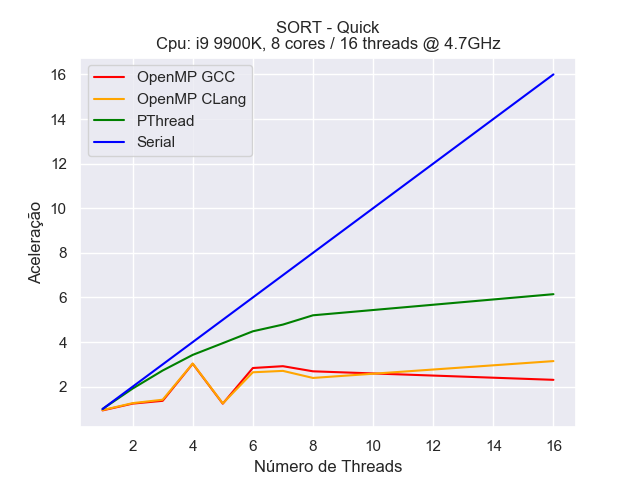 SORT - Quick
Cpu: i9 9900K, 8 cores / 16 threads @ 4.7GHz
OpenMP GCC
OpenMP CLang
PThread
Serial
16
14
12
10
8
6
4
2
Aceleração
2 4 6 8 10 12 14 16
Número de Threads